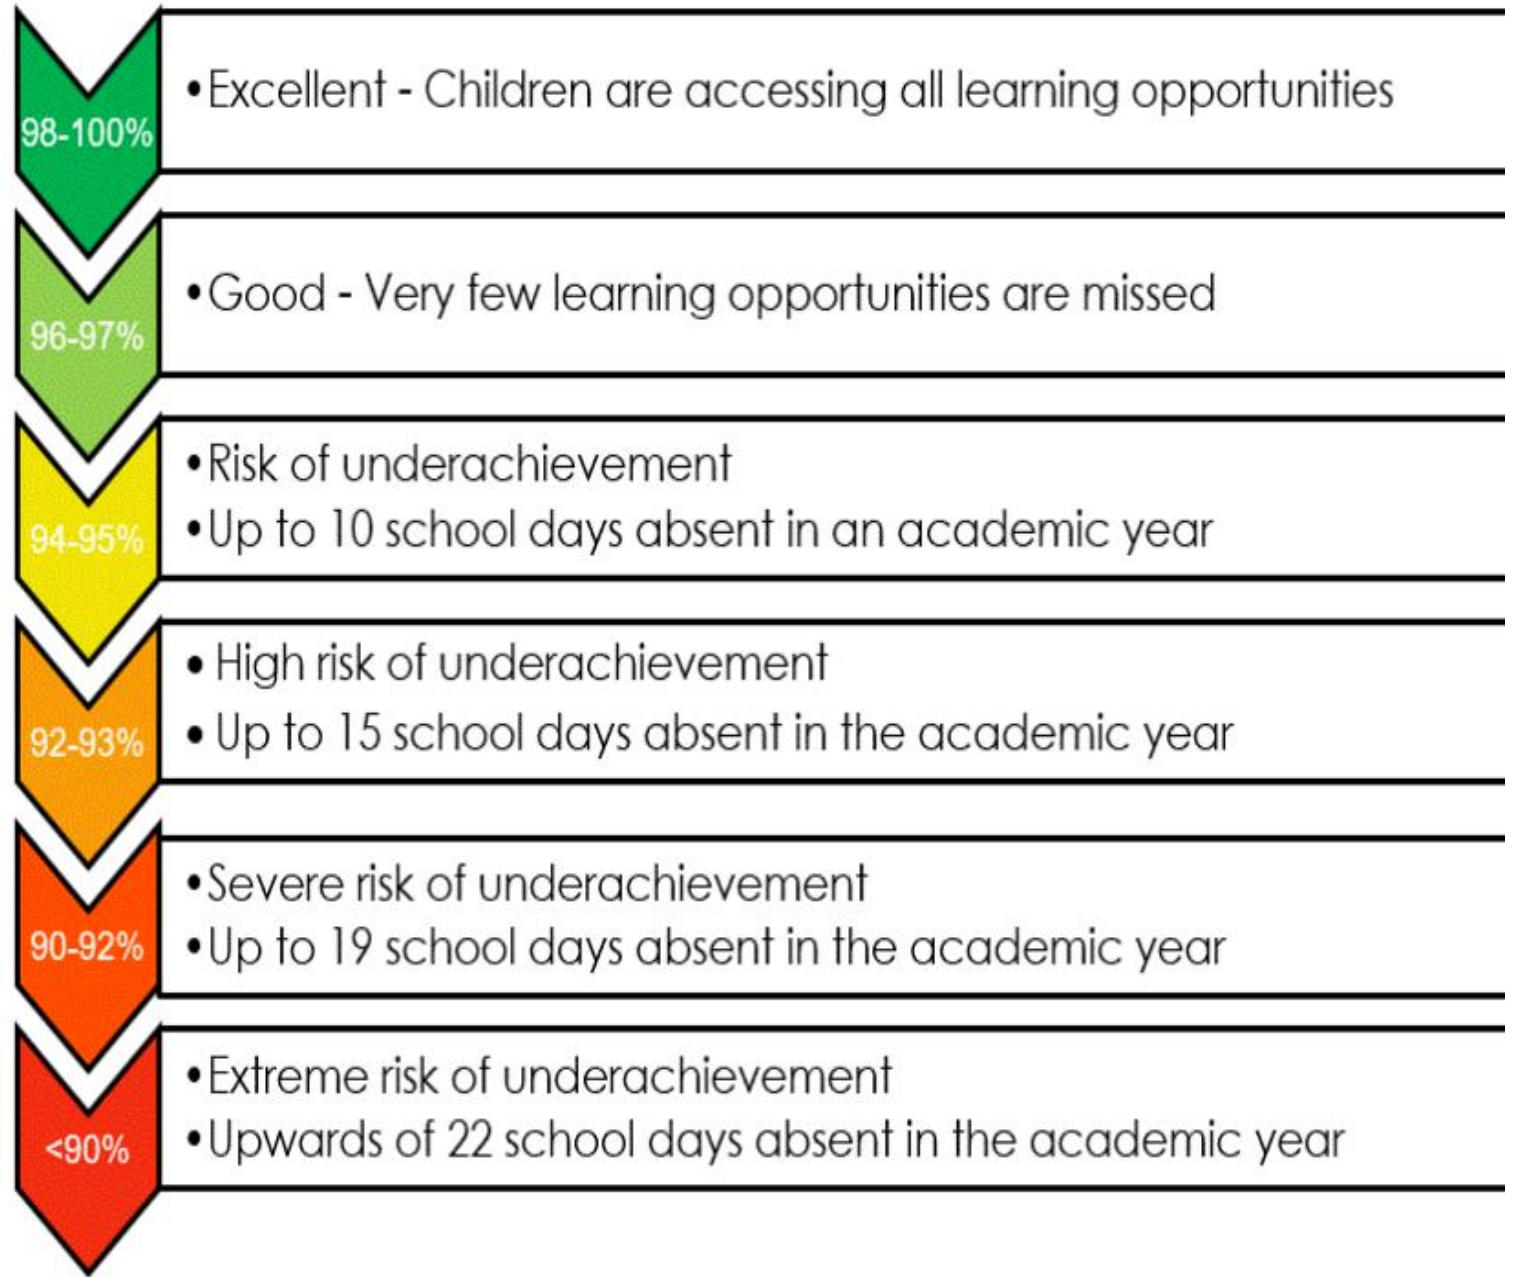 98-100%
•Excellent - Children are accessing all learning opportunities
96-97%
•Good - Very few learning opportunities are missed
94-95%
•Risk of underachievement
•Up to 10 school days absent in an academic year
92-93%
• High risk of underachievement
• Up to 15 school days absent in the academic year
90-92%
•Severe risk of underachievement
•Up to 19 school days absent in the academic year
<90%
•Extreme risk of underachievement
•Upwards of 22 school days absent in the academic year